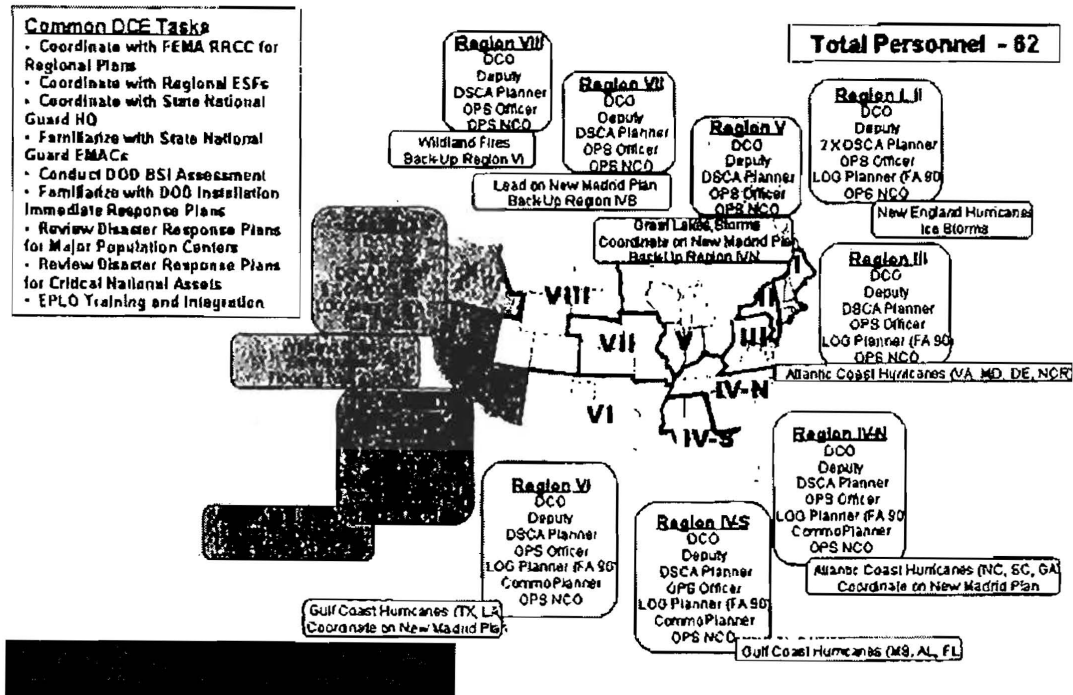 Common DCE Tasks
• Coordinate with FEMA RRCC for
Regional Plans
• Coordinate with Regional ESFs
• Coordinate with State National
Guard HQ
• Familiarize with State National
Guard EMACs
• Conduct DOD BSI Assessment
• Familiarize with DOD Installation
Immediate Response Plans
• Review Disaster Response Plans
for Major Population Centers
• Review Disaster Response Plans
for Critical National Assets
• EPLO Training and Integration
Total Personnel - 62
Region VIII
DCO
Deputy
DSCA Planner
OPS Officer
OPS NCO
Wildland Fires
Back-Up Region VI
Region VII
DCO
Deputy
DSCA Planner
OPS Officer
OPS NCO
Lead on New Madrid Plan
Back Up Region IVS
Region V
DCO
Deputy
DSCA Planner
OPS Officer
OPS NCO
Great Lakes, Storms
Coordinate on New Madrid Plan
Back-Up Region IVN
Region I, II
DCO
Deputy
2X DSCA Planner
OPS Officer
LOG Planner (FA 90
OPS NCO
New England Hurricanes
Ice Storms
Region III
DCO
Deputy
DSCA Planner
OPS Officer
LOG Planner (FA 90)
OPS NCO
Atlantic Coast Hurricanes (VA, MD, DE, NCR)
VIII
VII
V
I
II
III
VI
IV-N
IV-S
Region IV-N
DCO
Deputy
DSCA Planner
OPS Officer
LOG Planner (FA 90
Commo Planner
OPS NCO
Atlantic Coast Hurricanes (NC, SC, GA)
Coordinate on New Madrid Plan
Region VI
DCO
Deputy
DSCA Planner
OPS Officer
LOG Planner (FA 90)
Commo Planner
OPS NCO
Gulf Coast Hurricanes (TX, LA
Coordinate on New Madrid Plan
Region IV-S
DCO
Deputy
DSCA Planner
OPS Officer
LOG Planner (FA 90)
Commo Planner
OPS NCO
Gulf Coast Hurricanes (MS, AL, FL